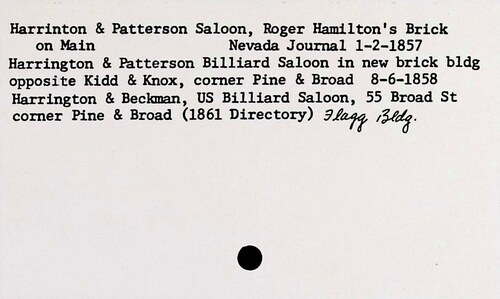 Harrinton & Patterson Saloon, Roger Hamilton's Brick
on Main Nevada Journal 1-2-1857
Harrington & Patterson Billiard Saloon in new brick bldg
opposite Kidd & Knox, corner Pine & Broad 8-6-1858
Harrington & Beckman, US Billiard Saloon, 55 Broad St
corner Pine & Broad (1861 Directory) Flagg Bldg.